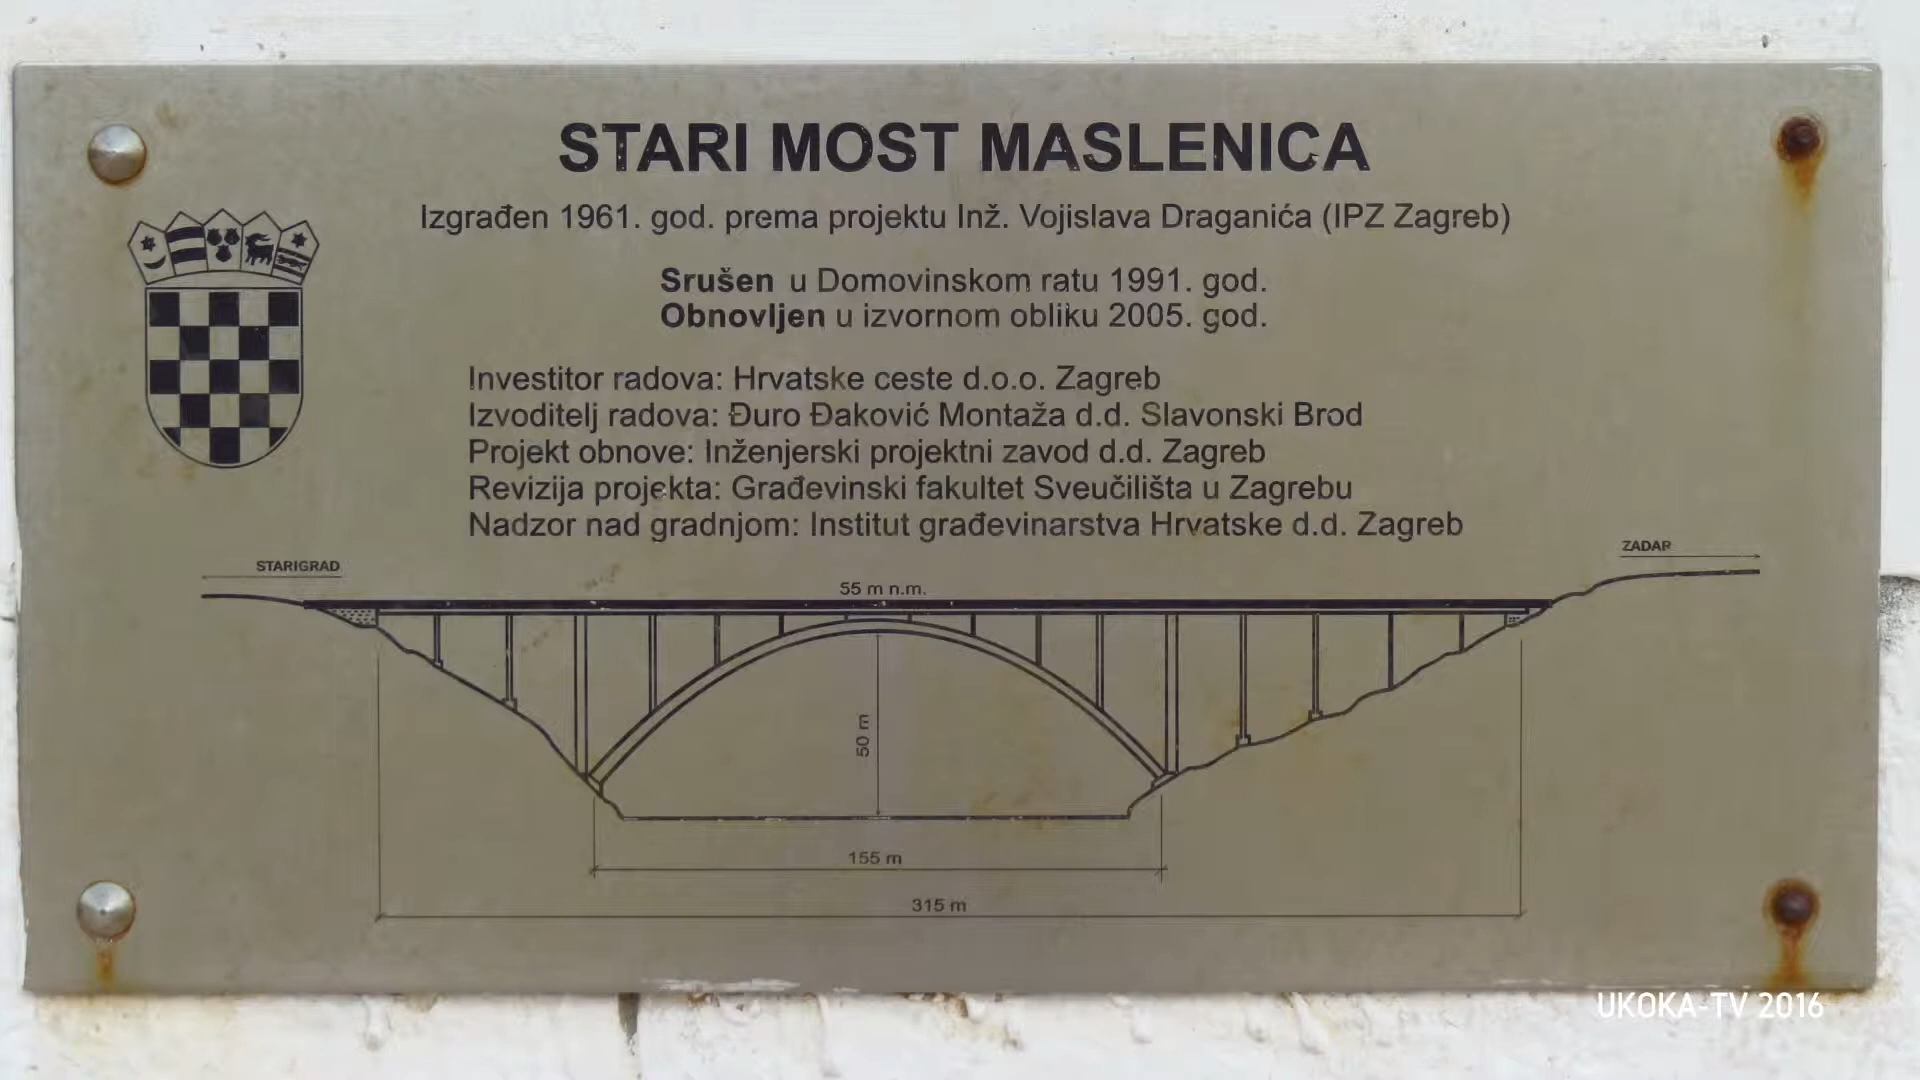 STARI MOST MASLENICA
Izgrađen 1961. god. prema projektu Inž. Vojislava Draganića (IPZ Zagreb)
Srušen u Domovinskom ratu 1991. god.
Obnovljen u izvornom obliku 2005. god.
Investitor radova: Hrvatske ceste d.o.o. Zagreb
Izvoditelj radova: Đuro Đaković Montaža d.d. Slavonski Brod
Projekt obnove: Inženjerski projektni zavod d.d. Zagreb
Revizija projekta: Građevinski fakultet Sveučilišta u Zagrebu
Nadzor nad gradnjom: Institut građevinarstva Hrvatske d.d. Zagreb
STARIGRAD
ZADAR
55 m n.m.
50 m
155 m
315 m
UKOKA-TV 2016